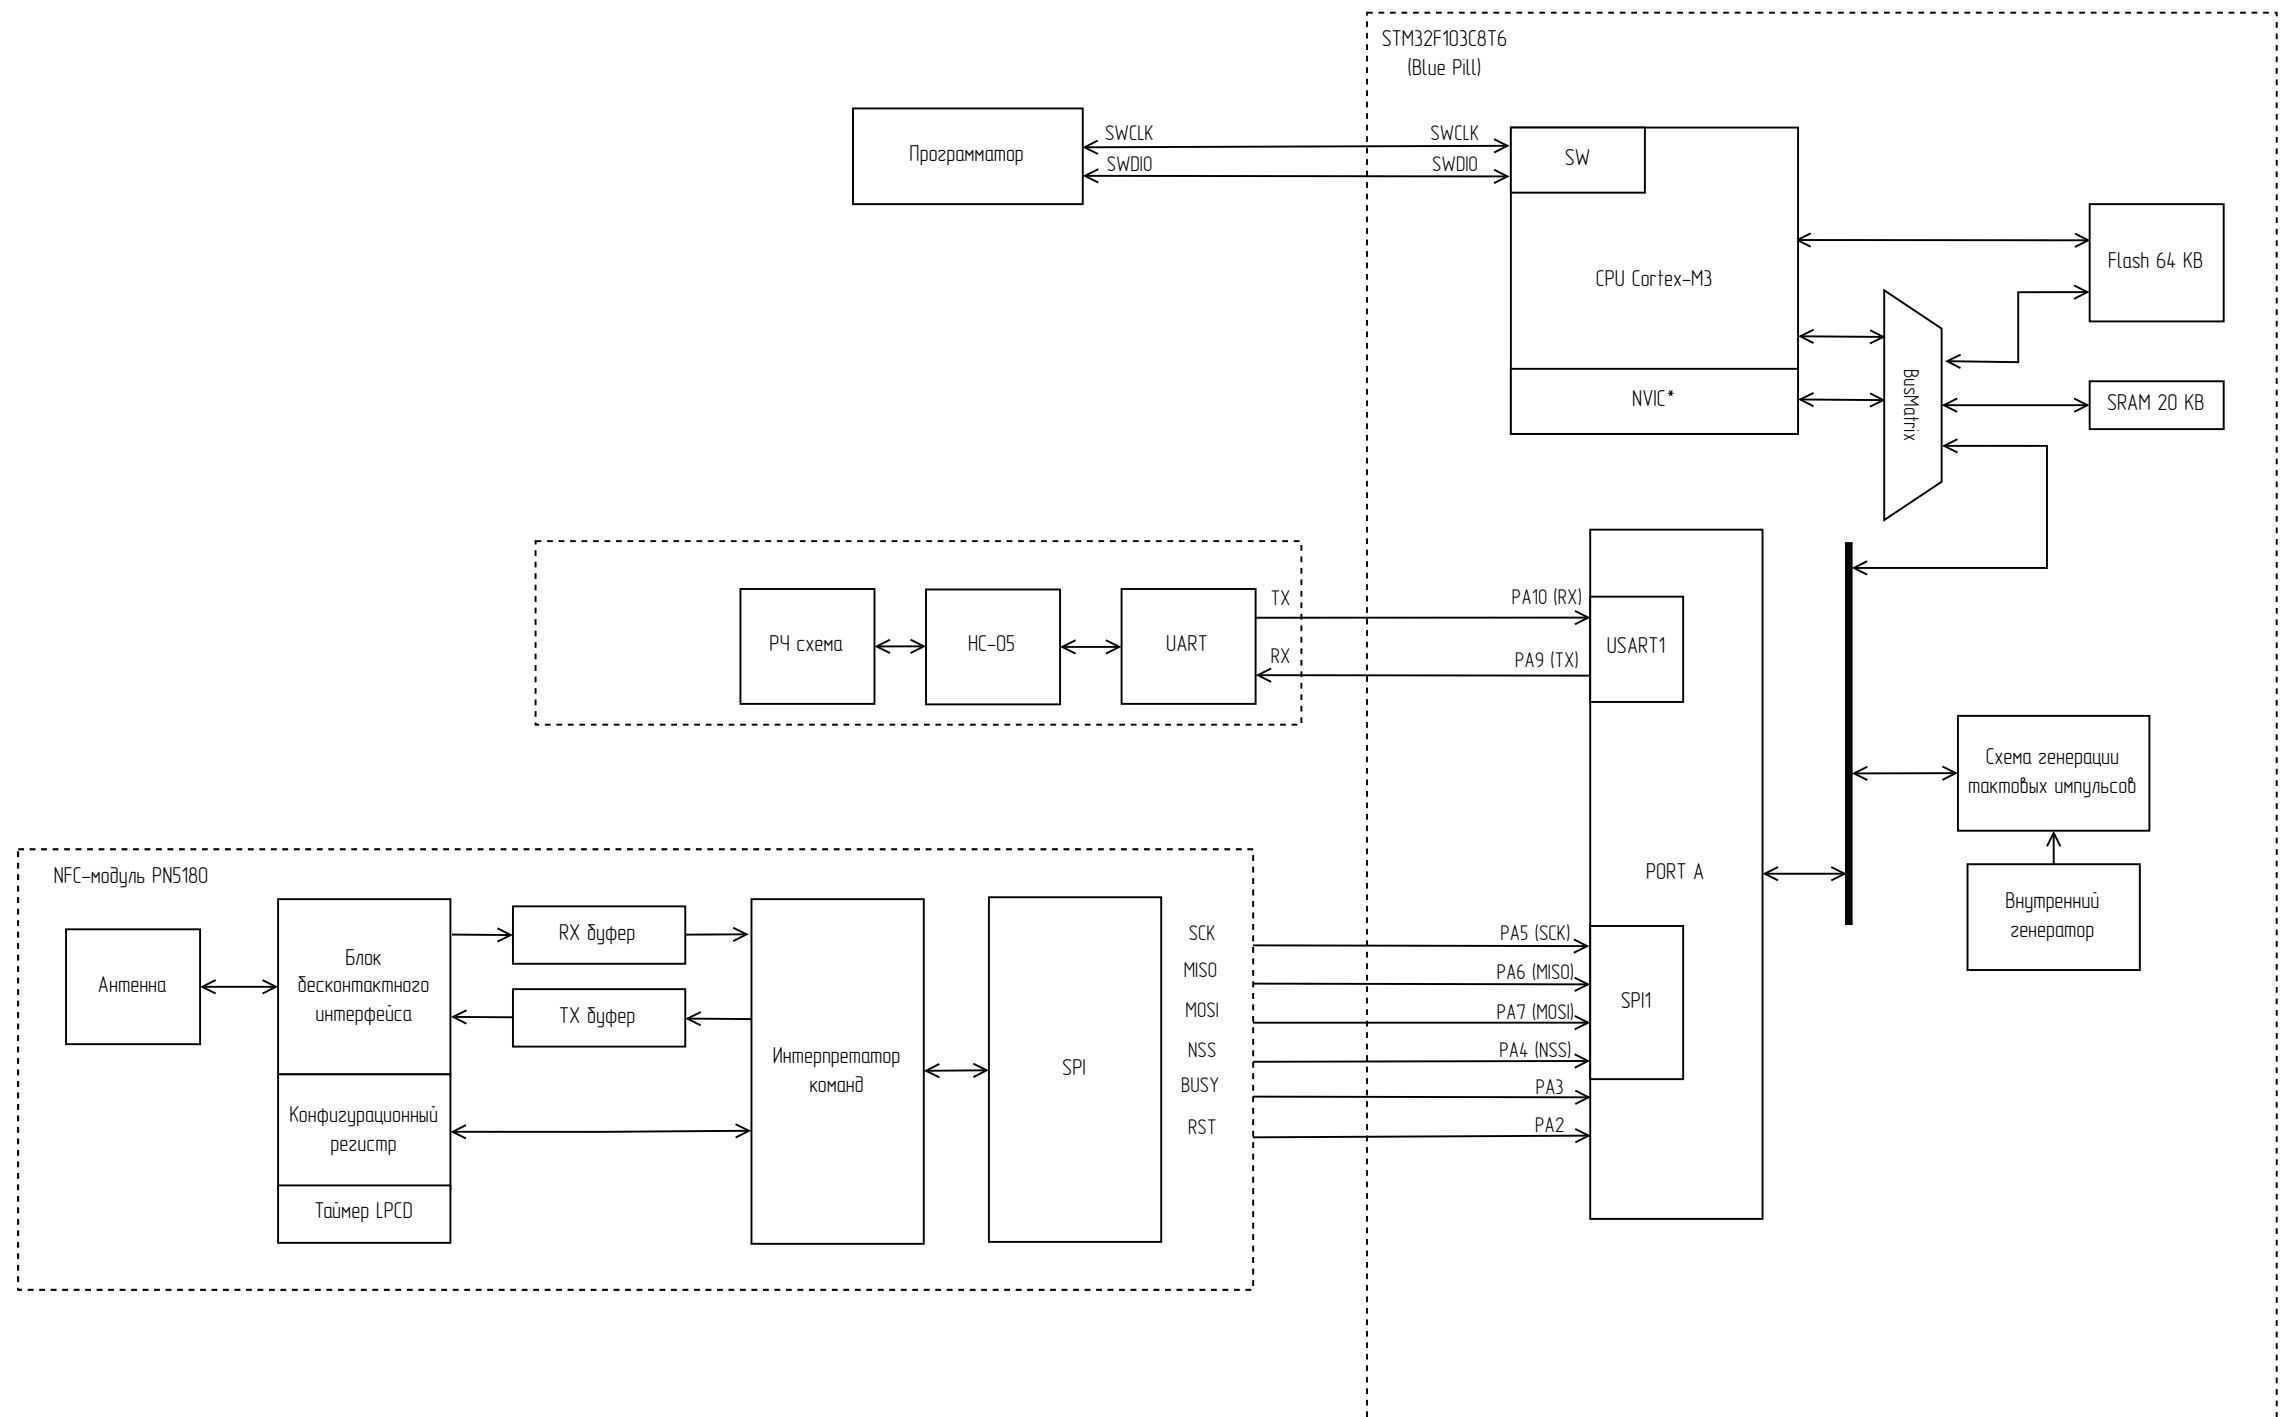 STM32F103C8T6
(Blue Pill)
Программатор
SWCLK
SWCLK
SWDIO
SWDIO
SW
CPU Cortex-M3
NVIC*
Flash 64 KB
BusMatrix
SRAM 20 KB
РЧ схема
HC-05
UART
TX
RX
PA10 (RX)
PA9 (TX)
USART1
Схема генерации
тактовых импульсов
Внутренний
генератор
PORT A
NFC-модуль PN5180
Антенна
Блок
бесконтактного
интерфейса
RX буфер
TX буфер
Конфигурационный
регистр
Таймер LPCD
Интерпретатор
команд
SPI
SCK
MISO
MOSI
NSS
BUSY
RST
PA5 (SCK)
PA6 (MISO)
PA7 (MOSI)
PA4 (NSS)
PA3
PA2
SPI1